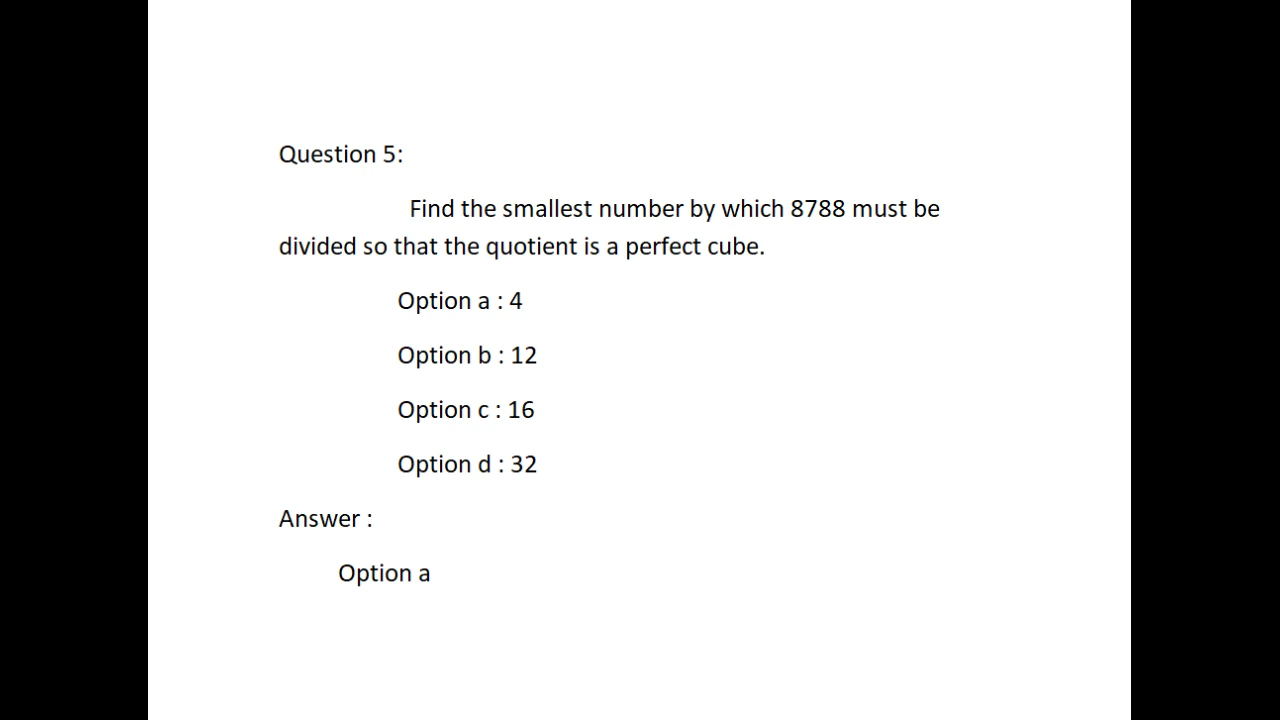 Question 5:
Find the smallest number by which 8788 must be
divided so that the quotient is a perfect cube.
Option a : 4
Option b : 12
Option c : 16
Option d : 32
Answer :
Option a